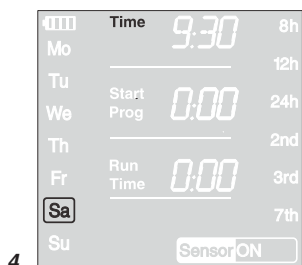 Time 9:30 8h
Mo
12h
Tu
Start
Prog 0:00 24h
We
Th 2nd
Fr Run
Time 0:00 3rd
Sa 7th
Su Sensor ON
4